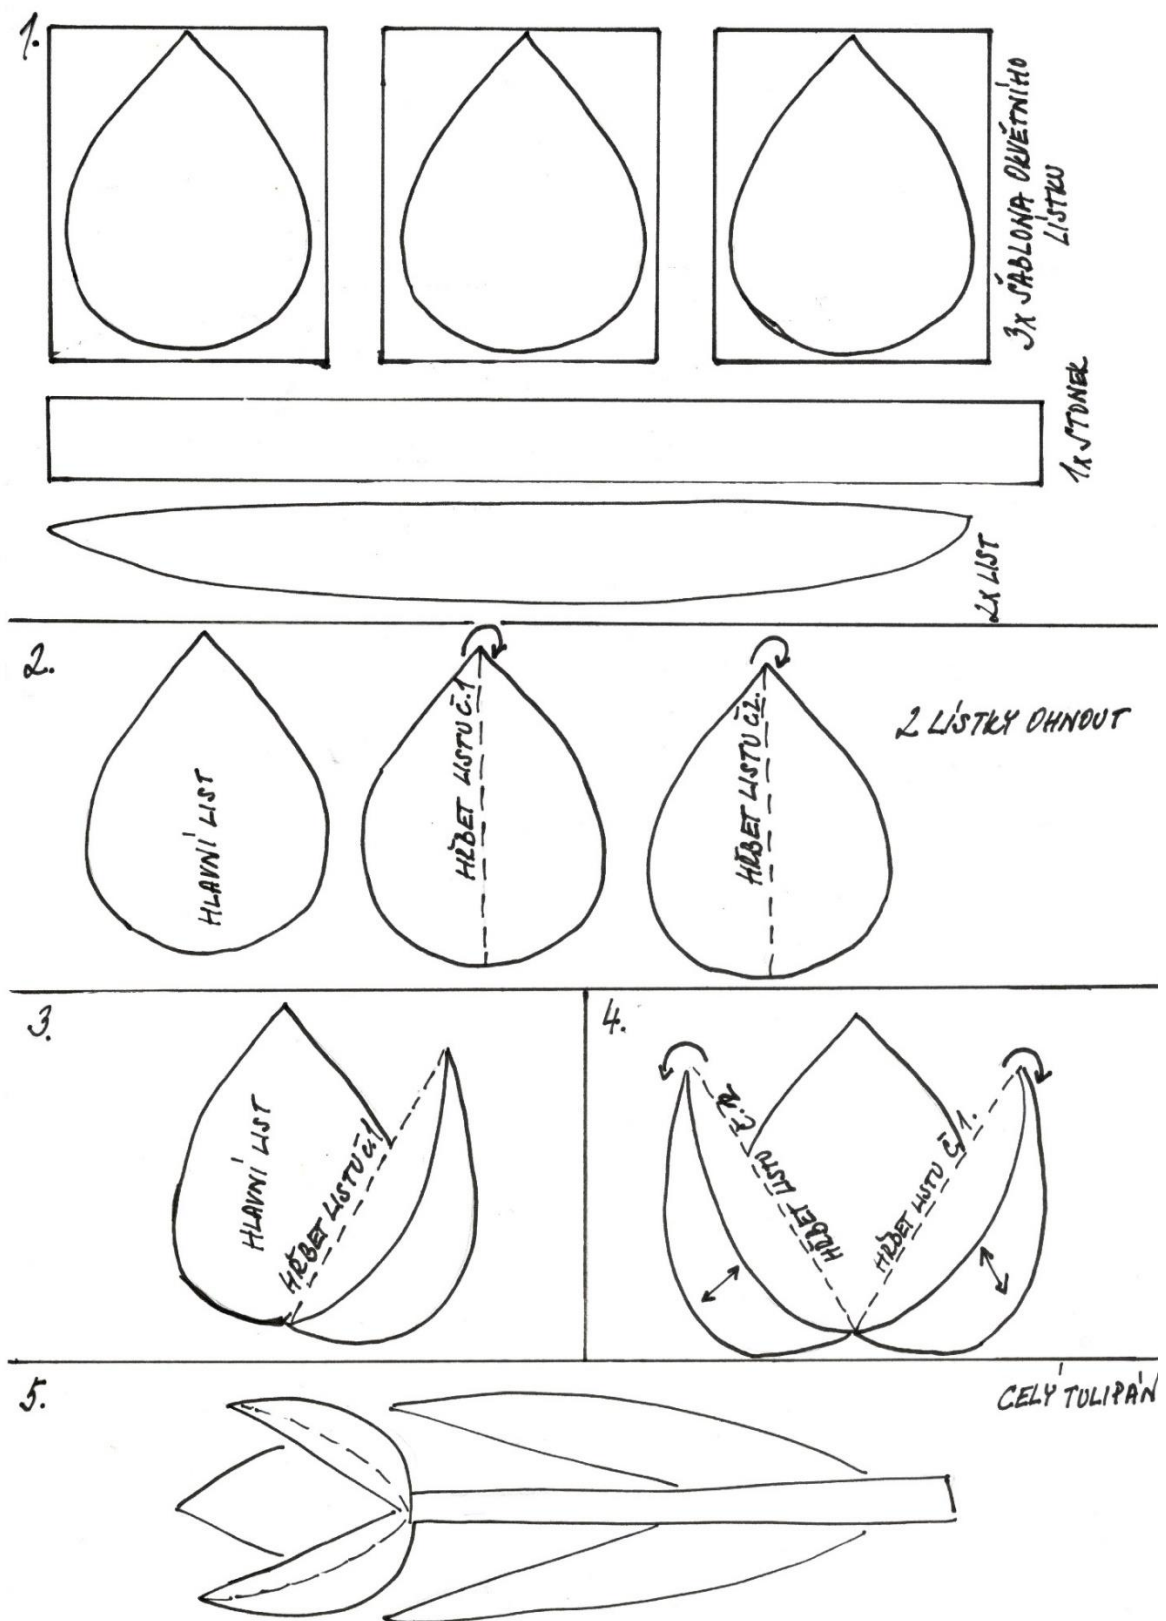 1.
3x ŠABLONA OKVĚTNÍHO
LÍSTKU
1x STONEK
2x LIST
2.
HLAVNÍ LIST
HŘBET LISTU Č.1
HŘBET LISTU Č.2.
2 LÍSTKY OHNOUT
3.
HLAVNÍ LIST
HŘBET LISTU Č.1
4.
HŘBET LISTU Č.2
HŘBET LISTU Č.1.
5.
CELÝ TULIPÁN